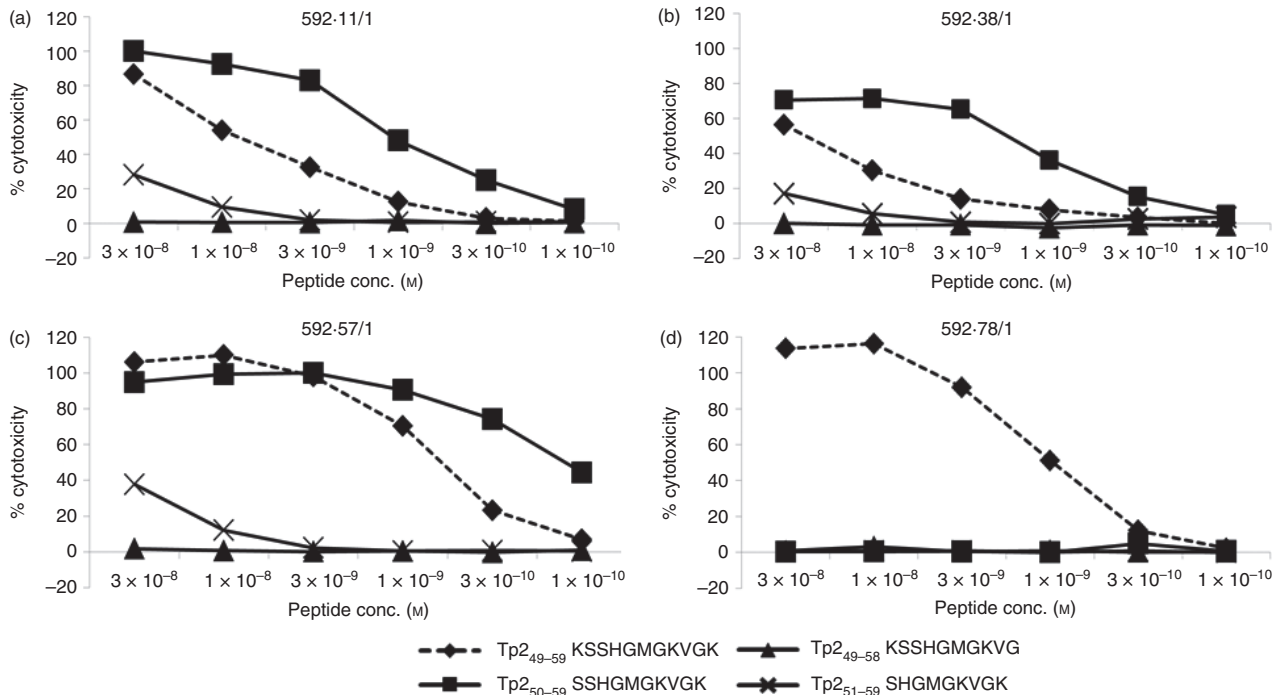 (a)
592·11/1
120
100
80
60
40
20
0
–20
% cytotoxicity
3 × 10⁻⁸ 1 × 10⁻⁸ 3 × 10⁻⁹ 1 × 10⁻⁹ 3 × 10⁻¹⁰ 1 × 10⁻¹⁰
Peptide conc. (M)
(b)
592·38/1
120
100
80
60
40
20
0
–20
% cytotoxicity
3 × 10⁻⁸ 1 × 10⁻⁸ 3 × 10⁻⁹ 1 × 10⁻⁹ 3 × 10⁻¹⁰ 1 × 10⁻¹⁰
Peptide conc. (M)
(c)
592·57/1
120
100
80
60
40
20
0
–20
% cytotoxicity
3 × 10⁻⁸ 1 × 10⁻⁸ 3 × 10⁻⁹ 1 × 10⁻⁹ 3 × 10⁻¹⁰ 1 × 10⁻¹⁰
Peptide conc. (M)
(d)
592·78/1
120
100
80
60
40
20
0
–20
% cytotoxicity
3 × 10⁻⁸ 1 × 10⁻⁸ 3 × 10⁻⁹ 1 × 10⁻⁹ 3 × 10⁻¹⁰ 1 × 10⁻¹⁰
Peptide conc. (M)
Tp2₄₉₋₅₉ KSSHGMGKVGK
Tp2₄₉₋₅₈ KSSHGMGKVG
Tp2₅₀₋₅₉ SSHGMGKVGK
Tp2₅₁₋₅₉ SHGMGKVGK